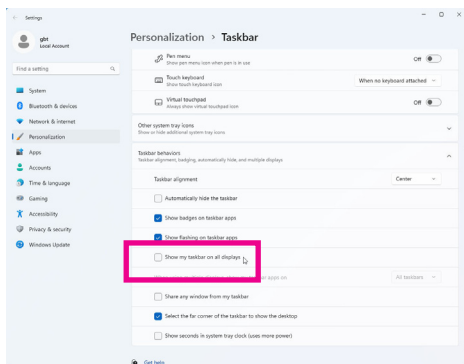 Settings
gbt
Local Account
Find a setting
System
Bluetooth & devices
Network & internet
Personalization
Apps
Accounts
Time & language
Gaming
Accessibility
Privacy & security
Windows Update
Personalization > Taskbar
Pen menu
Show pen menu icon when pen is in use
Off
Touch keyboard
Show touch keyboard icon
When no keyboard attached
Virtual touchpad
Always show virtual touchpad icon
Off
Other system tray icons
Show or hide additional system tray icons
Taskbar behaviors
Taskbar alignment, badging, automatically hide, and multiple displays
Taskbar alignment
Center
Automatically hide the taskbar
Show badges on taskbar apps
Show flashing on taskbar apps
Show my taskbar on all displays
apps on
All taskbars
Share any window from my taskbar
Select the far corner of the taskbar to show the desktop
Show seconds in system tray clock (uses more power)
Get help